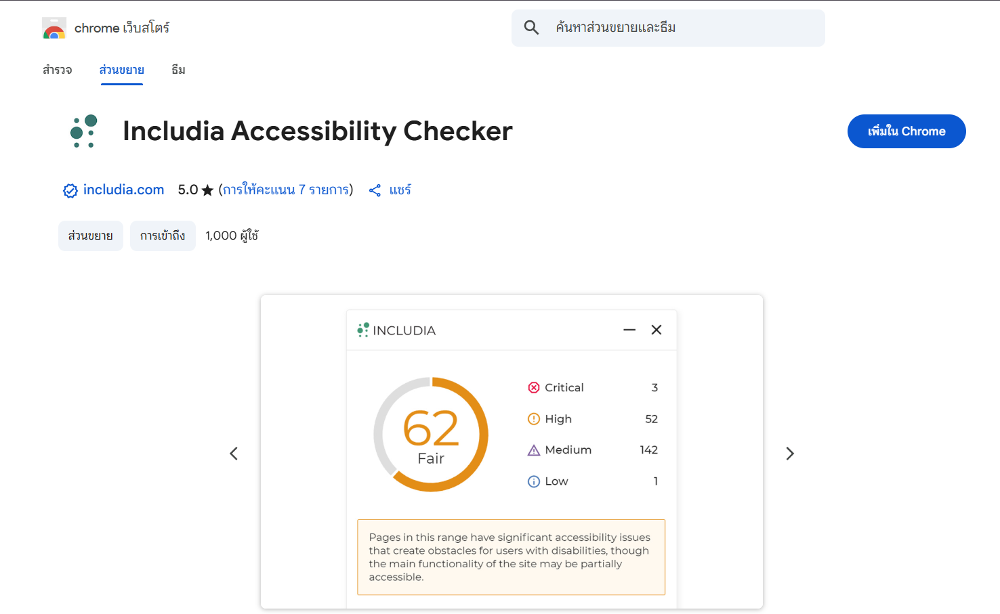 chrome เว็บสโตร์
ค้นหาส่วนขยายและธีม
สำรวจ
ส่วนขยาย
ธีม
Includia Accessibility Checker
เพิ่มใน Chrome
includia.com
5.0 ★ (การให้คะแนน 7 รายการ)
แชร์
ส่วนขยาย
การเข้าถึง
1,000 ผู้ใช้
INCLUDIA
62
Fair
Critical 3
High 52
Medium 142
Low 1
Pages in this range have significant accessibility issues
that create obstacles for users with disabilities, though
the main functionality of the site may be partially
accessible.